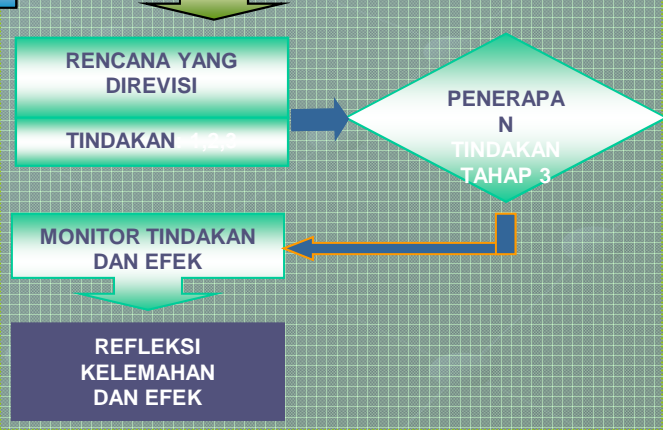 RENCANA YANG
DIREVISI
TINDAKAN 1,2,3
PENERAPA
N
TINDAKAN
TAHAP 3
MONITOR TINDAKAN
DAN EFEK
REFLEKSI
KELEMAHAN
DAN EFEK